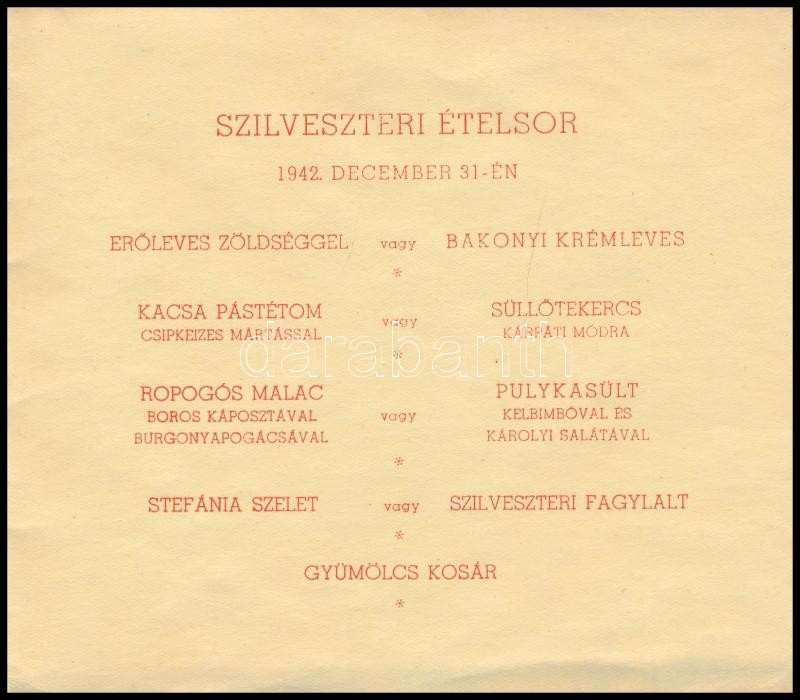 SZILVESZTERI ÉTELSOR
1942. DECEMBER 31-ÉN
ERŐLEVES ZÖLDSÉGGEL vagy BAKONYI KRÉMLEVES
*
KACSA PÁSTÉTOM vagy SÜLLŐTEKERCS
CSIPKEIZES MÁRTÁSSAL KÁRPÁTI MÓDRA
*
darabanth
ROPOGÓS MALAC PULYKASÜLT
BOROS KÁPOSZTÁVAL vagy KELBIMBÓVAL ÉS
BURGONYAPOGÁCSÁVAL KÁROLYI SALÁTÁVAL
*
STEFÁNIA SZELET vagy SZILVESZTERI FAGYLALT
*
GYÜMÖLCS KOSÁR
*